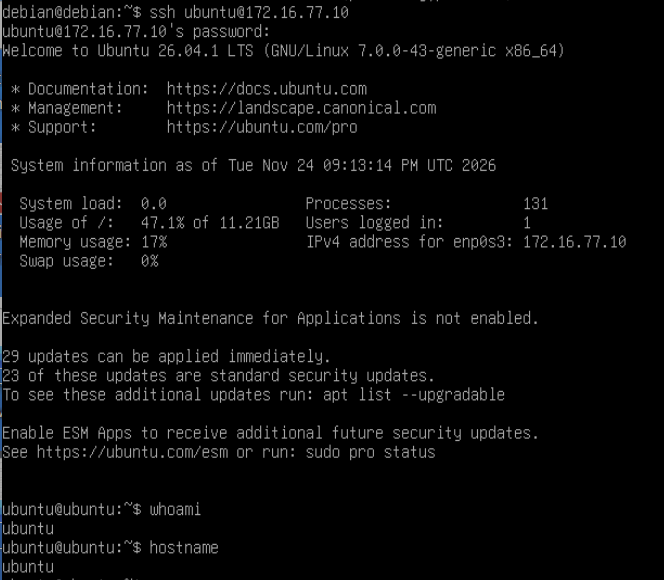 debian@debian:~$ ssh ubuntu@172.16.77.10
ubuntu@172.16.77.10's password:
Welcome to Ubuntu 26.04.1 LTS (GNU/Linux 7.0.0-43-generic x86_64)

 * Documentation:  https://docs.ubuntu.com
 * Management:     https://landscape.canonical.com
 * Support:        https://ubuntu.com/pro

 System information as of Tue Nov 24 09:13:14 PM UTC 2026

  System load:  0.0                Processes:               131
  Usage of /:   47.1% of 11.21GB   Users logged in:         1
  Memory usage: 17%                IPv4 address for enp0s3: 172.16.77.10
  Swap usage:   0%

Expanded Security Maintenance for Applications is not enabled.

29 updates can be applied immediately.
23 of these updates are standard security updates.
To see these additional updates run: apt list --upgradable

Enable ESM Apps to receive additional future security updates.
See https://ubuntu.com/esm or run: sudo pro status

ubuntu@ubuntu:~$ whoami
ubuntu
ubuntu@ubuntu:~$ hostname
ubuntu